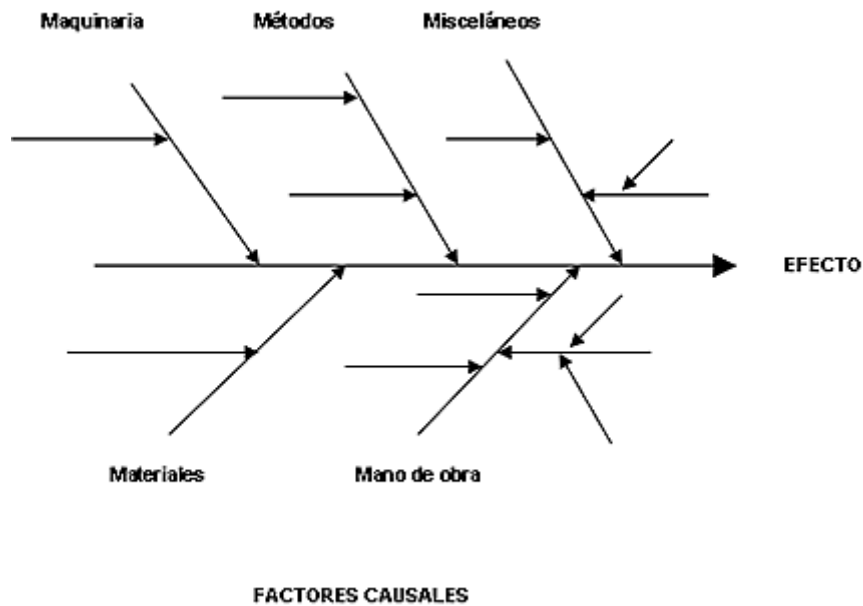 Maquinaria Métodos Misceláneos
EFECTO
Materiales Mano de obra
FACTORES CAUSALES